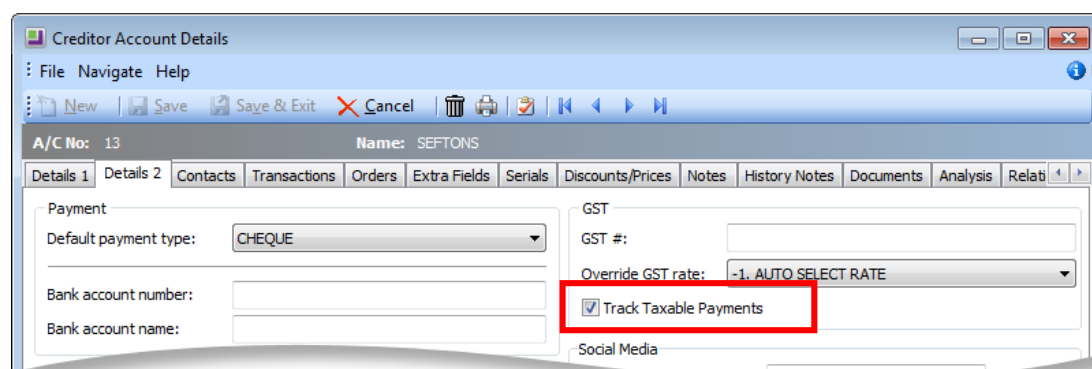 Creditor Account Details
File Navigate Help
New Save Save & Exit Cancel
A/C No: 13 Name: SEFTONS
Details 1 Details 2 Contacts Transactions Orders Extra Fields Serials Discounts/Prices Notes History Notes Documents Analysis Relati
Payment
Default payment type: CHEQUE
Bank account number:
Bank account name:
GST
GST #:
Override GST rate: -1. AUTO SELECT RATE
Track Taxable Payments
Social Media